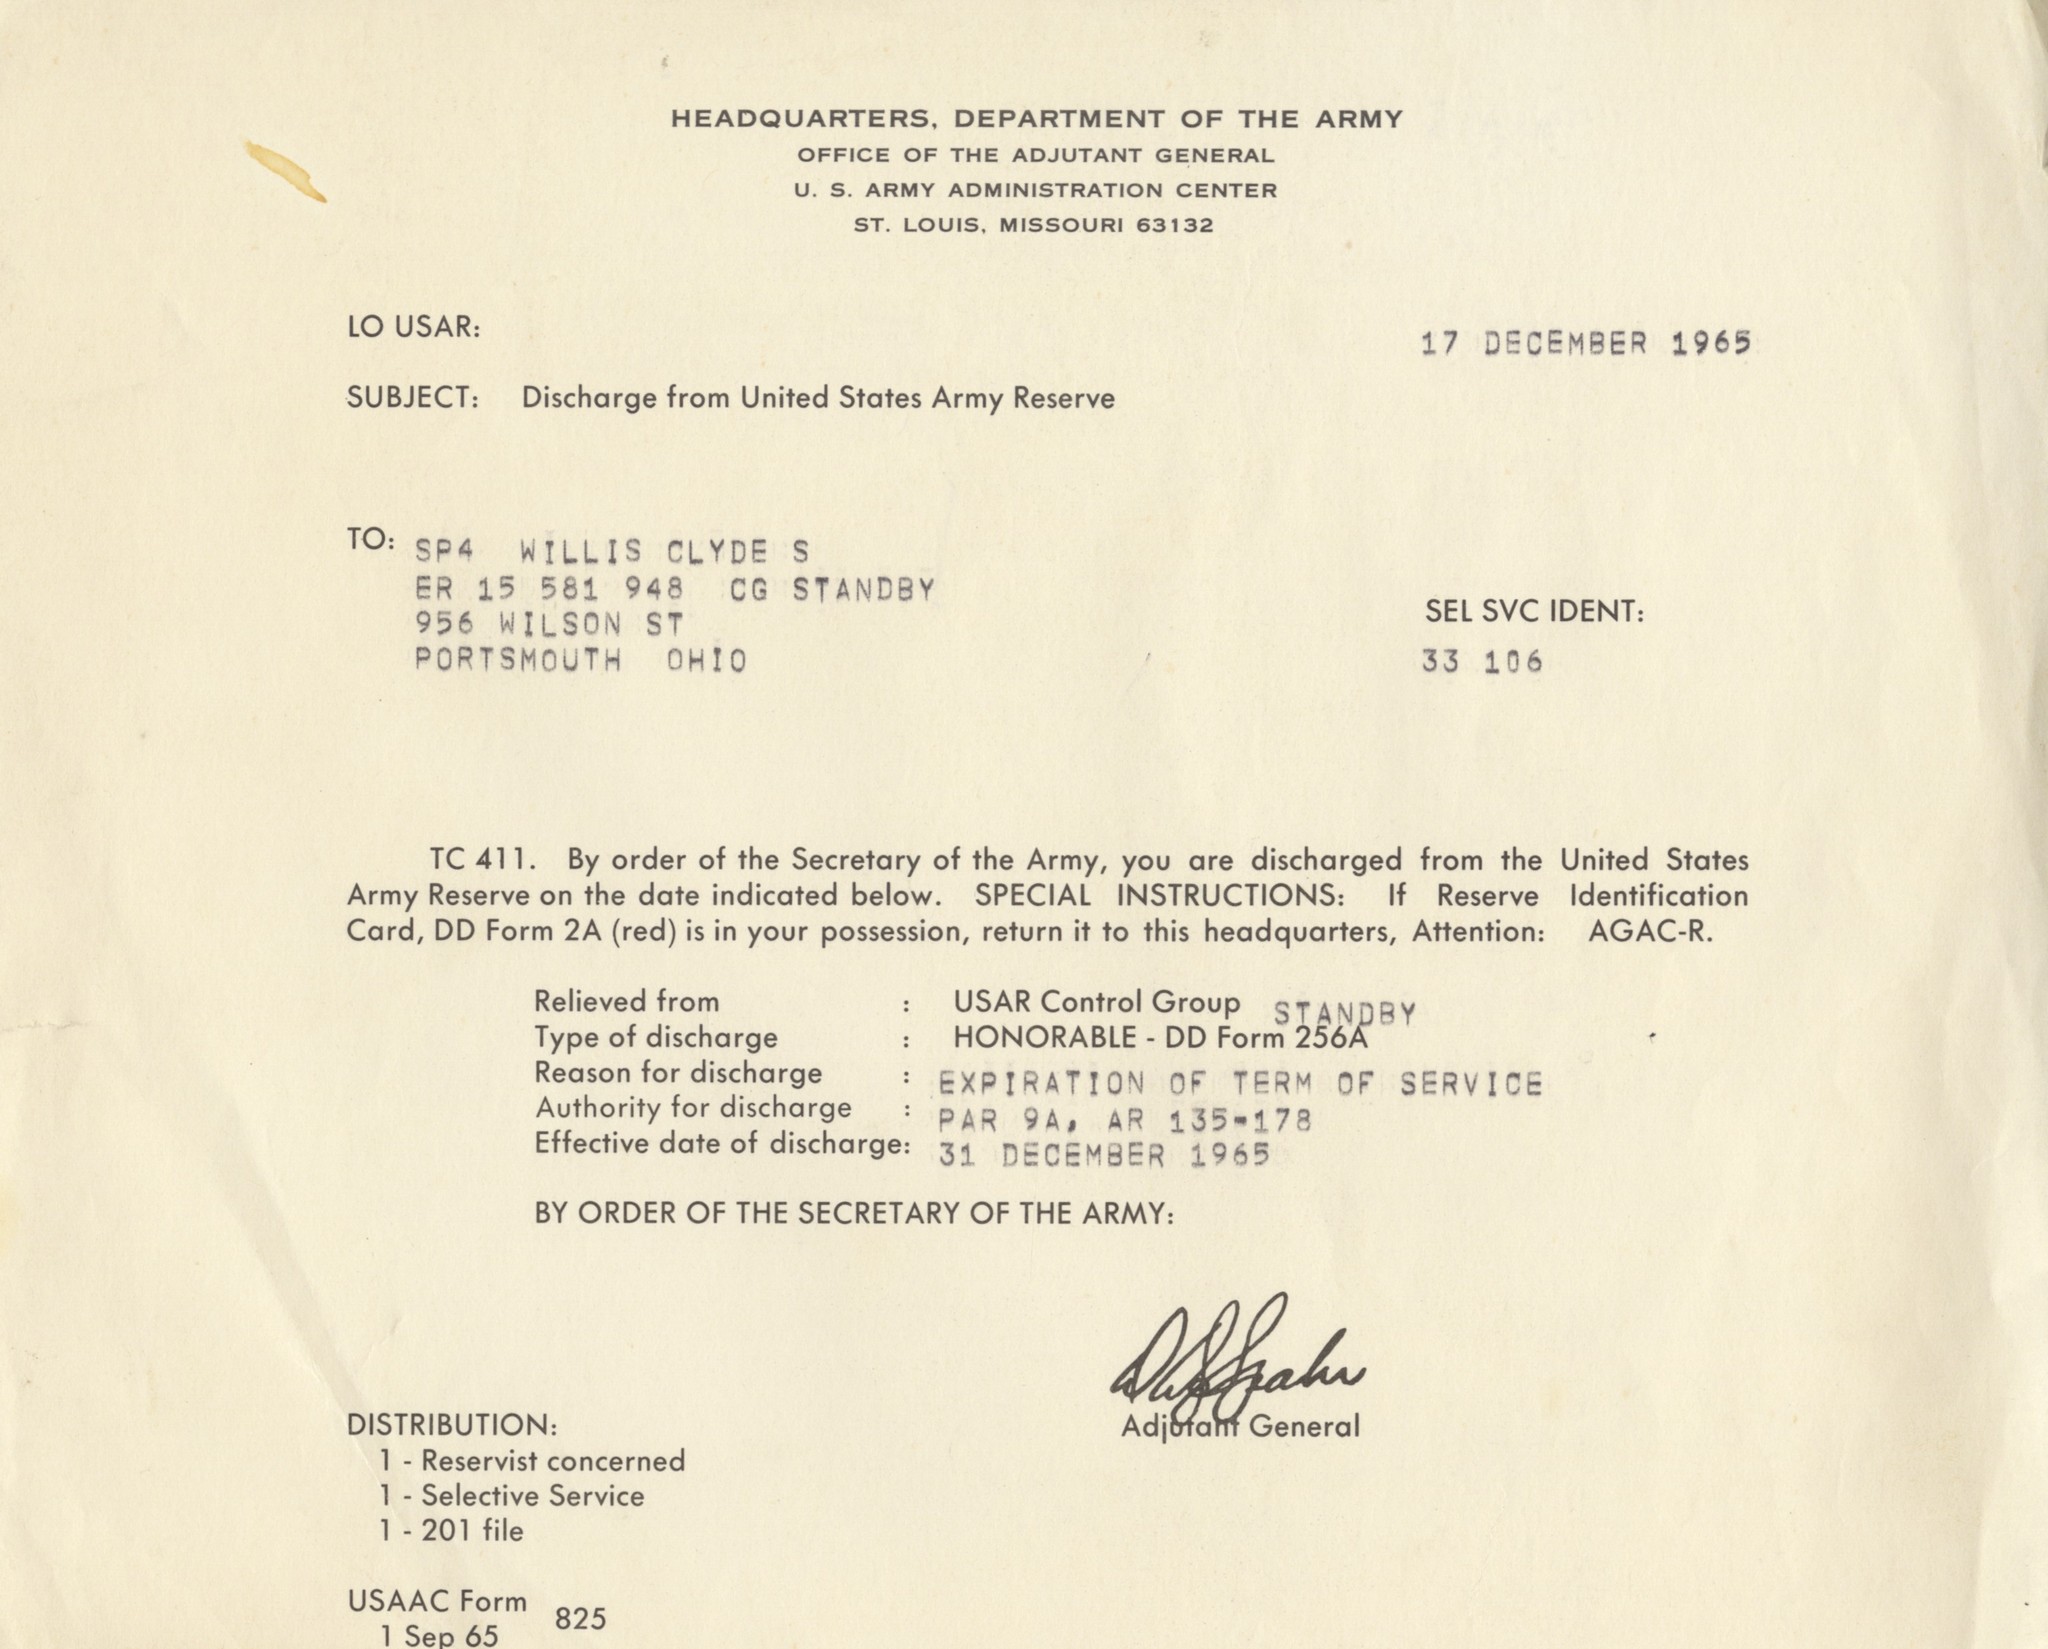 HEADQUARTERS, DEPARTMENT OF THE ARMY
OFFICE OF THE ADJUTANT GENERAL
U. S. ARMY ADMINISTRATION CENTER
ST. LOUIS, MISSOURI 63132
LO USAR:
17 DECEMBER 1965
SUBJECT: Discharge from United States Army Reserve
TO: SP4 WILLIS CLYDE S
ER 15 581 948 CG STANDBY
956 WILSON ST
PORTSMOUTH OHIO
SEL SVC IDENT:
33 106
TC 411. By order of the Secretary of the Army, you are discharged from the United States
Army Reserve on the date indicated below. SPECIAL INSTRUCTIONS: If Reserve Identification
Card, DD Form 2A (red) is in your possession, return it to this headquarters, Attention: AGAC-R.
Relieved from : USAR Control Group STANDBY
Type of discharge : HONORABLE - DD Form 256A
Reason for discharge : EXPIRATION OF TERM OF SERVICE
Authority for discharge : PAR 9A, AR 135-178
Effective date of discharge: 31 DECEMBER 1965
BY ORDER OF THE SECRETARY OF THE ARMY:
Adjutant General
DISTRIBUTION:
1 - Reservist concerned
1 - Selective Service
1 - 201 file
USAAC Form 825
1 Sep 65